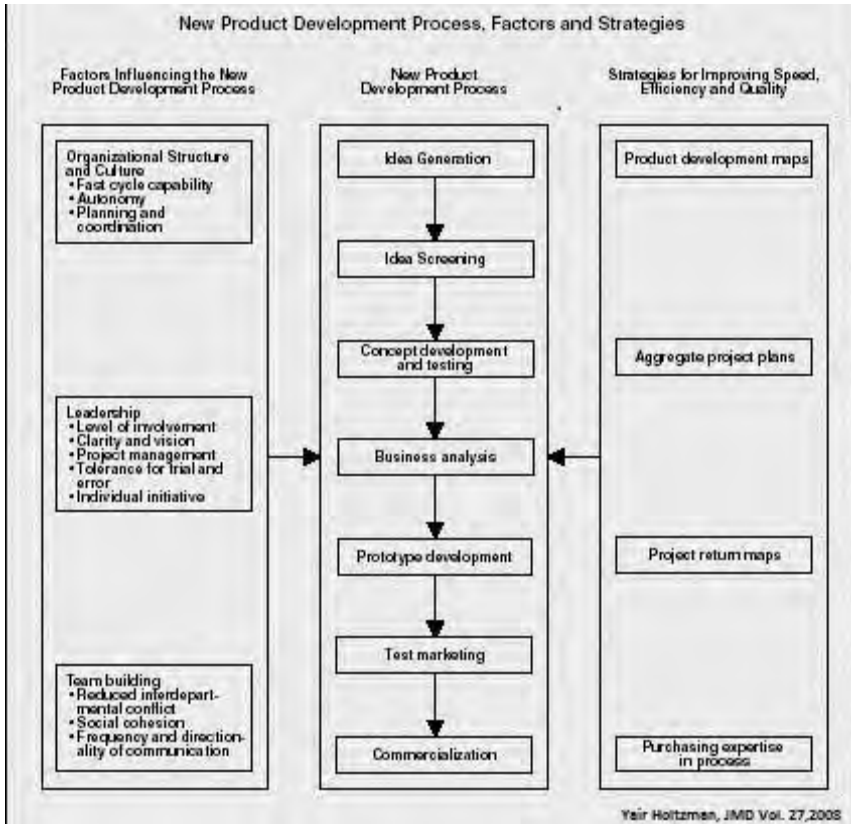 New Product Development Process, Factors and Strategies
Factors Influencing the New
Product Development Process
Organizational Structure
and Culture
• Fast cycle capability
• Autonomy
• Planning and
coordination
Leadership
• Level of involvement
• Clarity and vision
• Project management
• Tolerance for trial and
error
• Individual initiative
Team building
• Reduced interdepart-
mental conflict
• Social cohesion
• Frequency and direction-
ality of communication
New Product
Development Process
Idea Generation
Idea Screening
Concept development
and testing
Business analysis
Prototype development
Test marketing
Commercialization
Strategies for Improving Speed,
Efficiency and Quality
Product development maps
Aggregate project plans
Project return maps
Purchasing expertise
in process
Yair Holtzman, JMD Vol. 27,2008